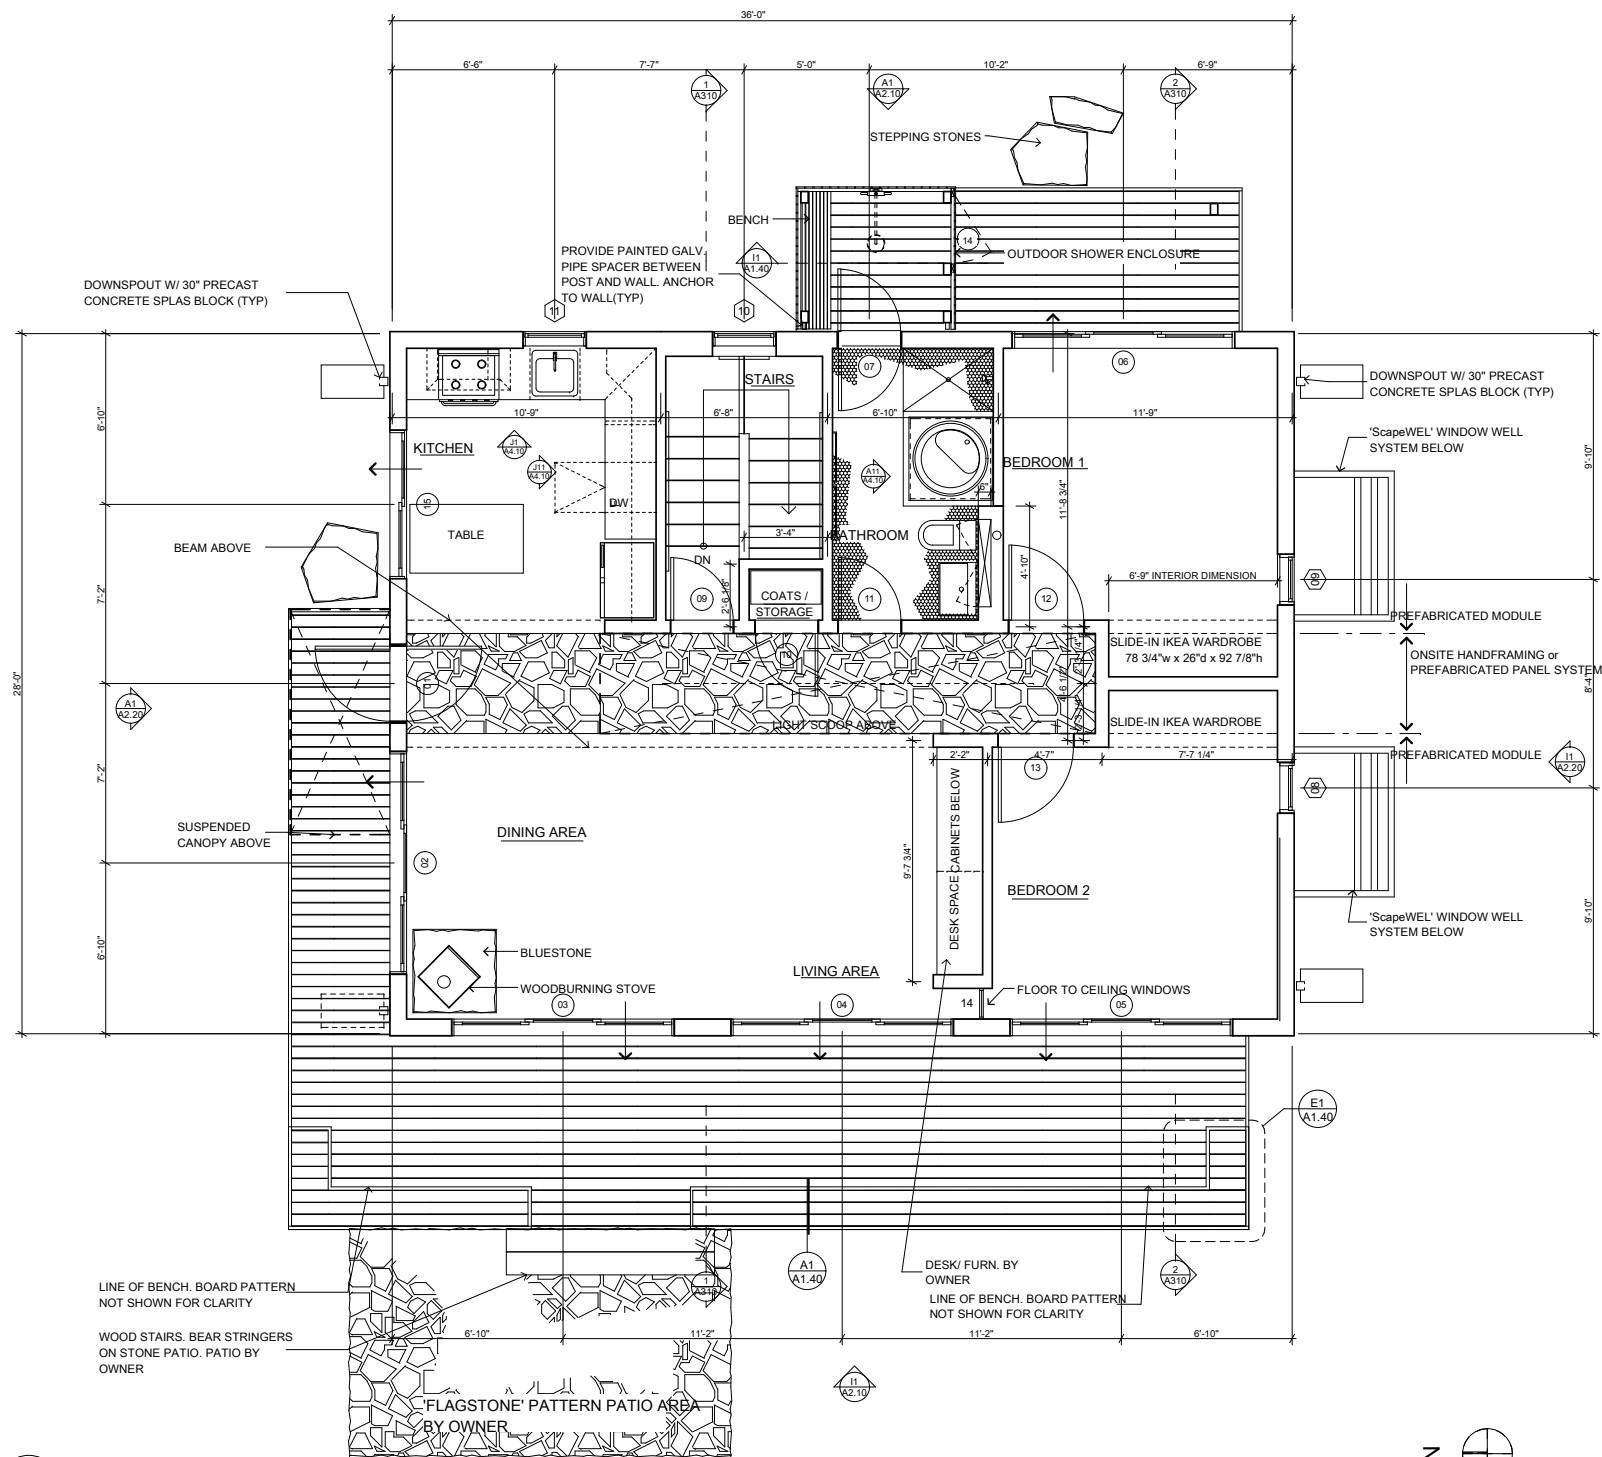 36'-0"
6'-6"
7'-7"
5'-0"
10'-2"
6'-9"
1
A310
A1
A2.10
2
A310
STEPPING STONES
BENCH
14
OUTDOOR SHOWER ENCLOSURE
PROVIDE PAINTED GALV.
PIPE SPACER BETWEEN
POST AND WALL. ANCHOR
TO WALL(TYP)
I1
A1.40
DOWNSPOUT W/ 30" PRECAST
CONCRETE SPLAS BLOCK (TYP)
11
10
STAIRS
07
06
DOWNSPOUT W/ 30" PRECAST
CONCRETE SPLAS BLOCK (TYP)
10'-9"
6'-8"
6'-10"
11'-9"
6'-10"
9'-10"
KITCHEN
J1
A4.10
J11
A4.10
A11
A4.10
BEDROOM 1
'ScapeWEL' WINDOW WELL
SYSTEM BELOW
6"
11'-8 3/4"
15
DW
TABLE
3'-4"
BATHROOM
BEAM ABOVE
DN
4'-10"
6'-9" INTERIOR DIMENSION
09
7'-2"
09
2'-6 1/8"
COATS /
STORAGE
11
12
PREFABRICATED MODULE
SLIDE-IN IKEA WARDROBE
78 3/4"w x 26"d x 92 7/8"h
ONSITE HANDFRAMING or
PREFABRICATED PANEL SYSTEM
28'-0"
A1
A2.20
01
10
4'-6 1/2"
8'-4"
LIGHT SCOOP ABOVE
SLIDE-IN IKEA WARDROBE
7'-2"
2'-2"
4'-7"
7'-7 1/4"
PREFABRICATED MODULE
I1
A2.20
13
08
SUSPENDED
CANOPY ABOVE
DINING AREA
02
9'-7 3/4"
DESK SPACE CABINETS BELOW
BEDROOM 2
'ScapeWEL' WINDOW WELL
SYSTEM BELOW
9'-10"
6'-10"
BLUESTONE
LIVING AREA
WOODBURNING STOVE
FLOOR TO CEILING WINDOWS
03
04
14
05
E1
A1.40
A1
A1.40
DESK/ FURN. BY
OWNER
1
A310
2
A310
LINE OF BENCH. BOARD PATTERN
NOT SHOWN FOR CLARITY
LINE OF BENCH. BOARD PATTERN
NOT SHOWN FOR CLARITY
WOOD STAIRS. BEAR STRINGERS
ON STONE PATIO. PATIO BY
OWNER
6'-10"
11'-2"
11'-2"
6'-10"
I1
A2.10
'FLAGSTONE' PATTERN PATIO AREA
BY OWNER
N